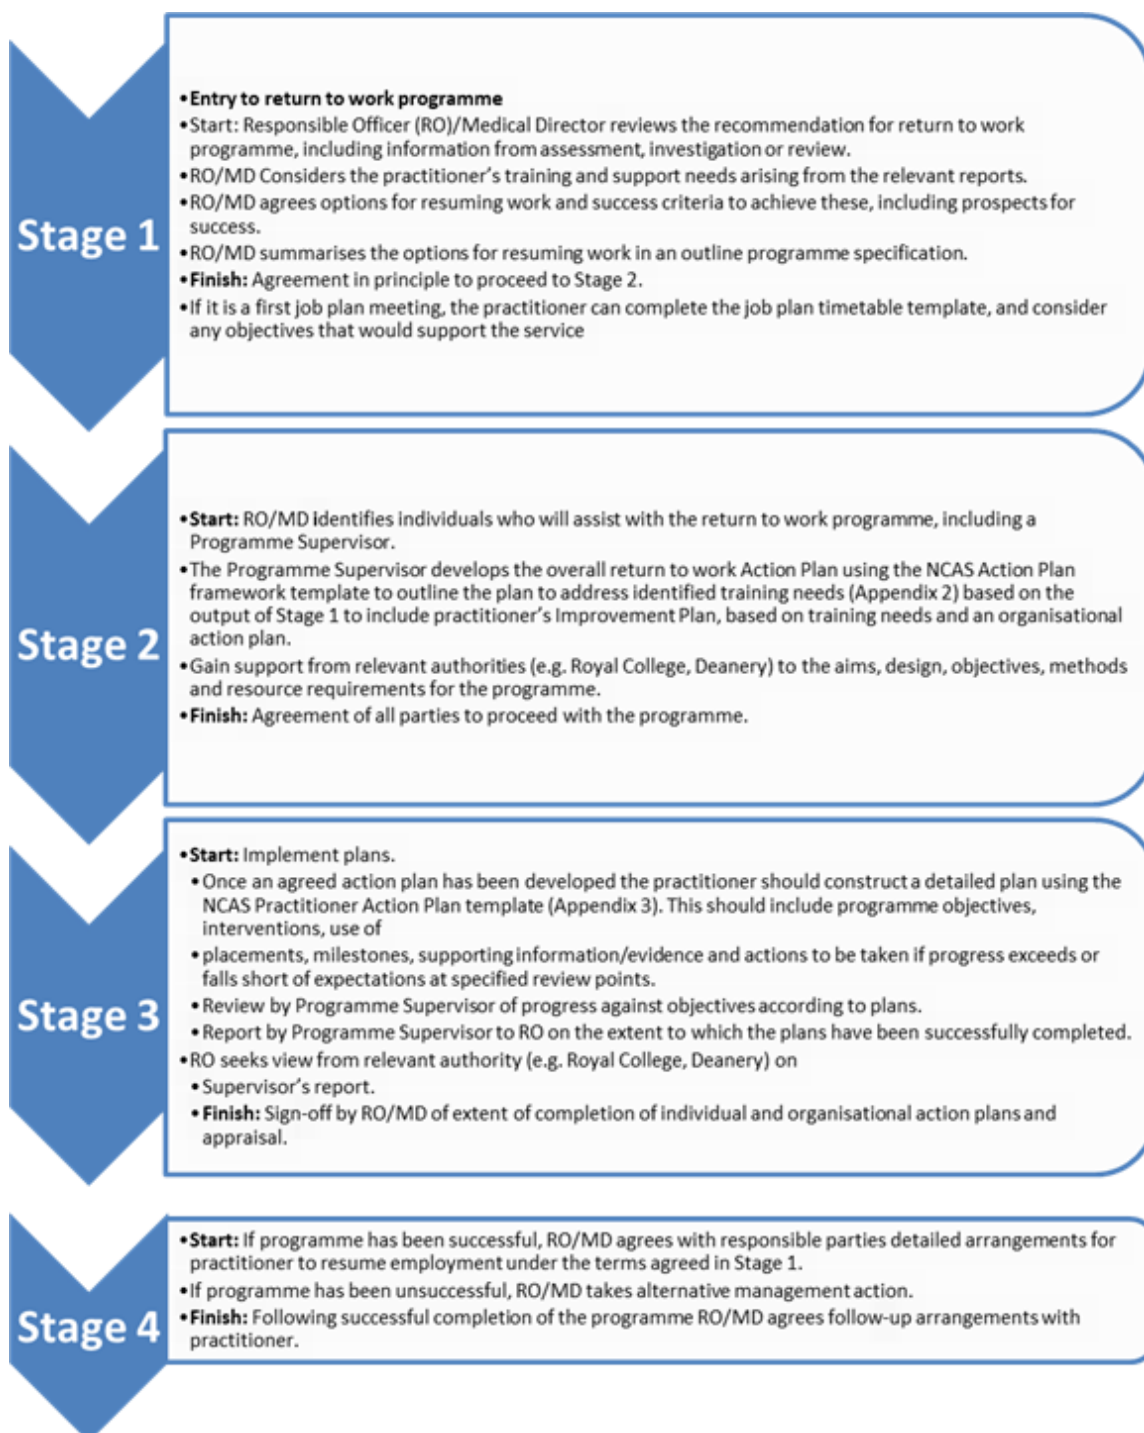 Stage 1
•Entry to return to work programme
•Start: Responsible Officer (RO)/Medical Director reviews the recommendation for return to work
programme, including information from assessment, investigation or review.
•RO/MD Considers the practitioner's training and support needs arising from the relevant reports.
•RO/MD agrees options for resuming work and success criteria to achieve these, including prospects for
success.
•RO/MD summarises the options for resuming work in an outline programme specification.
•Finish: Agreement in principle to proceed to Stage 2.
•If it is a first job plan meeting, the practitioner can complete the job plan timetable template, and consider
any objectives that would support the service
Stage 2
•Start: RO/MD identifies individuals who will assist with the return to work programme, including a
Programme Supervisor.
•The Programme Supervisor develops the overall return to work Action Plan using the NCAS Action Plan
framework template to outline the plan to address identified training needs (Appendix 2) based on the
output of Stage 1 to include practitioner's Improvement Plan, based on training needs and an organisational
action plan.
•Gain support from relevant authorities (e.g. Royal College, Deanery) to the aims, design, objectives, methods
and resource requirements for the programme.
•Finish: Agreement of all parties to proceed with the programme.
Stage 3
•Start: Implement plans.
•Once an agreed action plan has been developed the practitioner should construct a detailed plan using the
NCAS Practitioner Action Plan template (Appendix 3). This should include programme objectives,
interventions, use of
•placements, milestones, supporting information/evidence and actions to be taken if progress exceeds or
falls short of expectations at specified review points.
•Review by Programme Supervisor of progress against objectives according to plans.
•Report by Programme Supervisor to RO on the extent to which the plans have been successfully completed.
•RO seeks view from relevant authority (e.g. Royal College, Deanery) on
•Supervisor's report.
•Finish: Sign-off by RO/MD of extent of completion of individual and organisational action plans and
appraisal.
Stage 4
•Start: If programme has been successful, RO/MD agrees with responsible parties detailed arrangements for
practitioner to resume employment under the terms agreed in Stage 1.
•If programme has been unsuccessful, RO/MD takes alternative management action.
•Finish: Following successful completion of the programme RO/MD agrees follow-up arrangements with
practitioner.